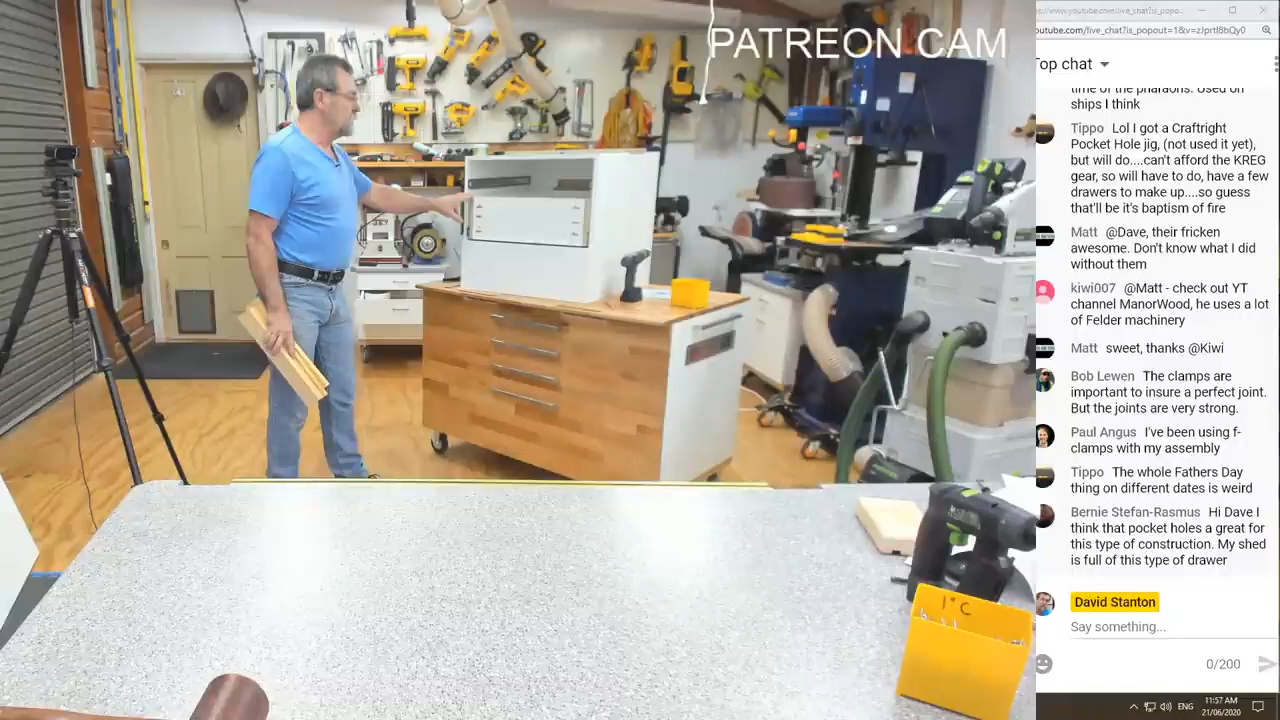 PATREON CAM
s://www.youtube.com/live_chat?is_popo...
utube.com/live_chat?is_popout=1&v=
Top chat
time of the pharaohs. Used on
ships I think
Tippo Lol I got a Craftright
Pocket Hole jig, (not used it yet),
but will do....can't afford the KREG
gear, so will have to do, have a few
drawers to make up....so guess
that'll be it's baptism of fire
Matt @Dave, their fricken
awesome. Don't know what I did
without them
kiwi007 @Matt - check out YT
channel ManorWood, he uses a lot
of Felder machinery
Matt sweet, thanks @Kiwi
Bob Lewen The clamps are
important to insure a perfect joint.
But the joints are very strong.
Paul Angus I've been using f-
clamps with my assembly
Tippo The whole Fathers Day
thing on different dates is weird
Bernie Stefan-Rasmus Hi Dave I
think that pocket holes a great for
this type of construction. My shed
is full of this type of drawer
David Stanton
Say something...
0/200
1"C
ENG
11:57 AM
21/06/2020